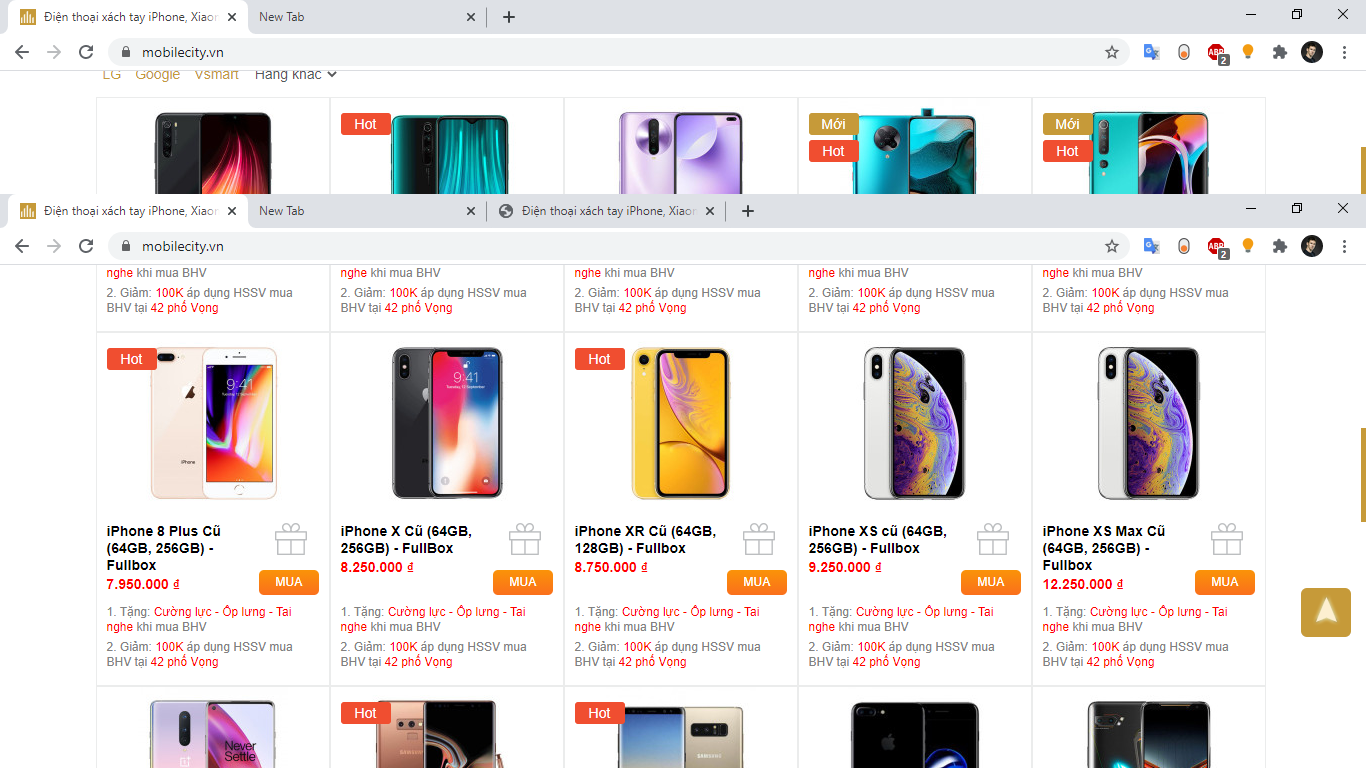 Điện thoại xách tay iPhone, Xiaon
New Tab
mobilecity.vn
2
LG Google Vsmart Hãng khác
Hot
Mới
Hot
Mới
Hot
Điện thoại xách tay iPhone, Xiaon
New Tab
Điện thoại xách tay iPhone, Xiaon
mobilecity.vn
2
nghe khi mua BHV
nghe khi mua BHV
nghe khi mua BHV
nghe khi mua BHV
nghe khi mua BHV
2. Giảm: 100K áp dụng HSSV mua
BHV tại 42 phố Vọng
2. Giảm: 100K áp dụng HSSV mua
BHV tại 42 phố Vọng
2. Giảm: 100K áp dụng HSSV mua
BHV tại 42 phố Vọng
2. Giảm: 100K áp dụng HSSV mua
BHV tại 42 phố Vọng
2. Giảm: 100K áp dụng HSSV mua
BHV tại 42 phố Vọng
Hot
9:41
iPhone
iPhone 8 Plus Cũ
(64GB, 256GB) -
Fullbox
7.950.000 ₫
MUA
1. Tặng: Cường lực - Ốp lưng - Tai
nghe khi mua BHV
2. Giảm: 100K áp dụng HSSV mua
BHV tại 42 phố Vọng
9:41
iPhone X Cũ (64GB,
256GB) - FullBox
8.250.000 ₫
MUA
1. Tặng: Cường lực - Ốp lưng - Tai
nghe khi mua BHV
2. Giảm: 100K áp dụng HSSV mua
BHV tại 42 phố Vọng
Hot
iPhone XR Cũ (64GB,
128GB) - Fullbox
8.750.000 ₫
MUA
1. Tặng: Cường lực - Ốp lưng - Tai
nghe khi mua BHV
2. Giảm: 100K áp dụng HSSV mua
BHV tại 42 phố Vọng
iPhone XS cũ (64GB,
256GB) - Fullbox
9.250.000 ₫
MUA
1. Tặng: Cường lực - Ốp lưng - Tai
nghe khi mua BHV
2. Giảm: 100K áp dụng HSSV mua
BHV tại 42 phố Vọng
iPhone XS Max Cũ
(64GB, 256GB) -
Fullbox
12.250.000 ₫
MUA
1. Tặng: Cường lực - Ốp lưng - Tai
nghe khi mua BHV
2. Giảm: 100K áp dụng HSSV mua
BHV tại 42 phố Vọng
Never
Settle
Hot
SAMSUNG
Hot
SAMSUNG